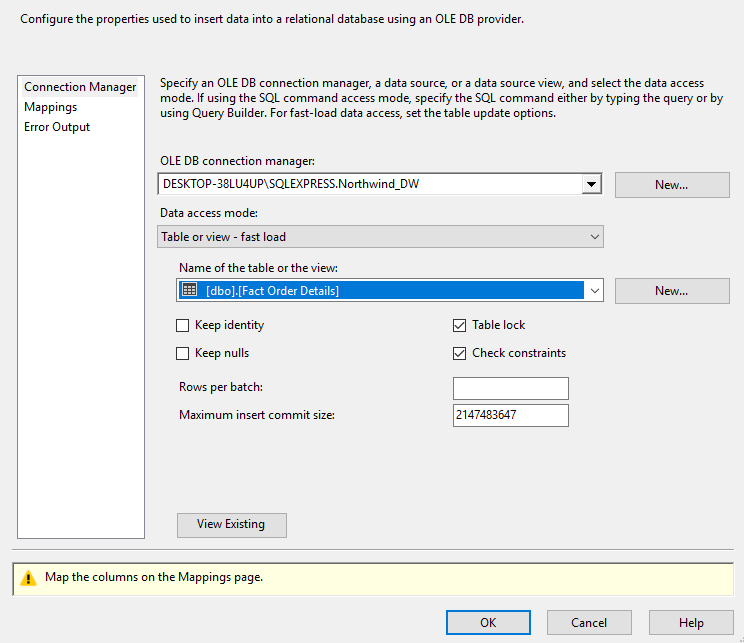 Configure the properties used to insert data into a relational database using an OLE DB provider.
Connection Manager
Mappings
Error Output
Specify an OLE DB connection manager, a data source, or a data source view, and select the data access
mode. If using the SQL command access mode, specify the SQL command either by typing the query or by
using Query Builder. For fast-load data access, set the table update options.
OLE DB connection manager:
DESKTOP-38LU4UP\SQLEXPRESS.Northwind_DW
New...
Data access mode:
Table or view - fast load
Name of the table or the view:
[dbo].[Fact Order Details]
New...
Keep identity
Table lock
Keep nulls
Check constraints
Rows per batch:
Maximum insert commit size:
2147483647
View Existing
Map the columns on the Mappings page.
OK
Cancel
Help